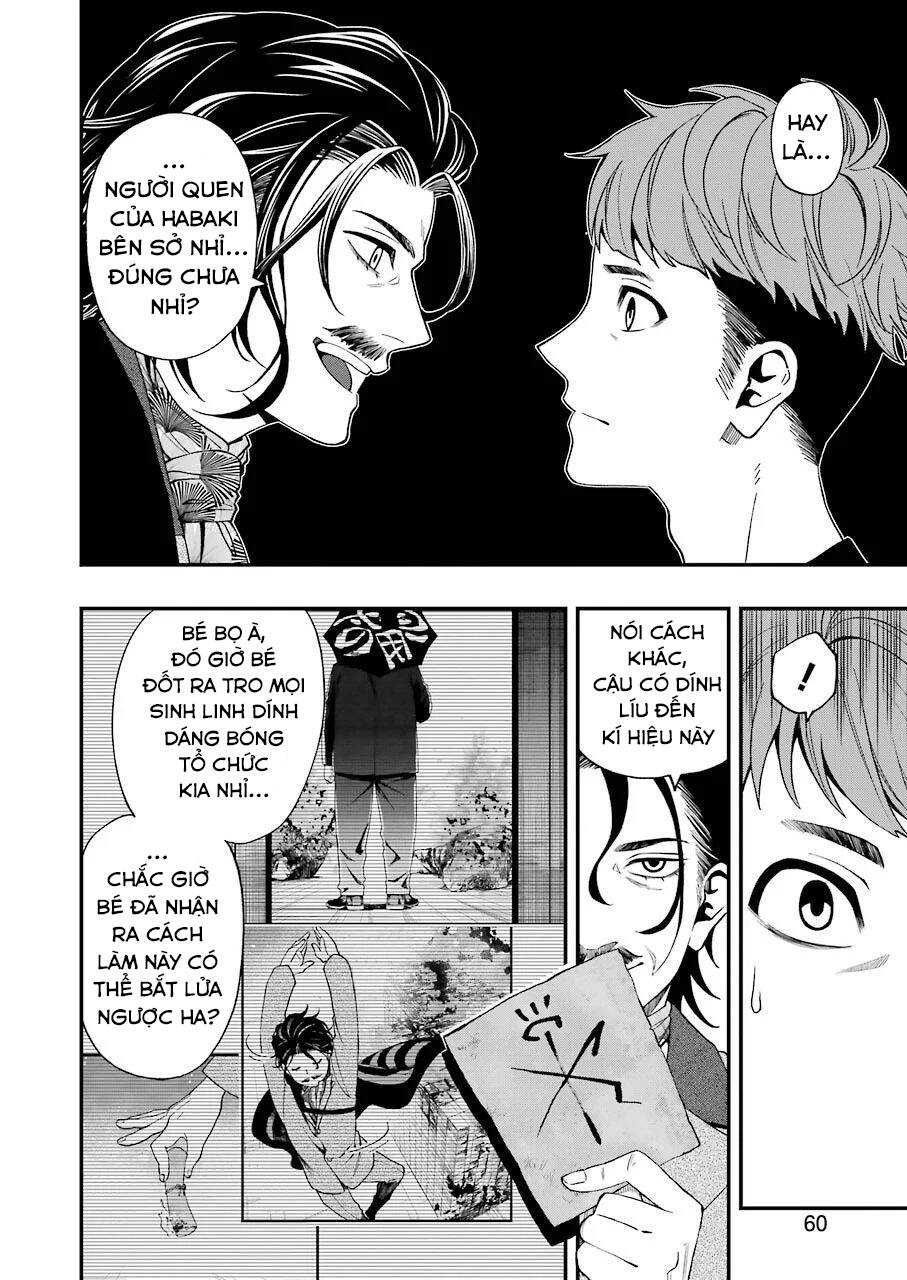 HAY
LÀ...
...
NGƯỜI QUEN
CỦA HABAKI
BÊN SỞ NHỈ...
ĐÚNG CHƯA
NHỈ?
!
NÓI CÁCH
KHÁC,
CẬU CÓ DÍNH
LÍU ĐẾN
KÍ HIỆU NÀY
BÉ BỌ À,
ĐÓ GIỜ BÉ
ĐỐT RA TRO MỌI
SINH LINH DÍNH
DÁNG BÓNG
TỔ CHỨC
KIA NHỈ...
...
CHẮC GIỜ
BÉ ĐÃ NHẬN
RA CÁCH
LÀM NÀY CÓ
THỂ BẮT LỬA
NGƯỢC HA?
60